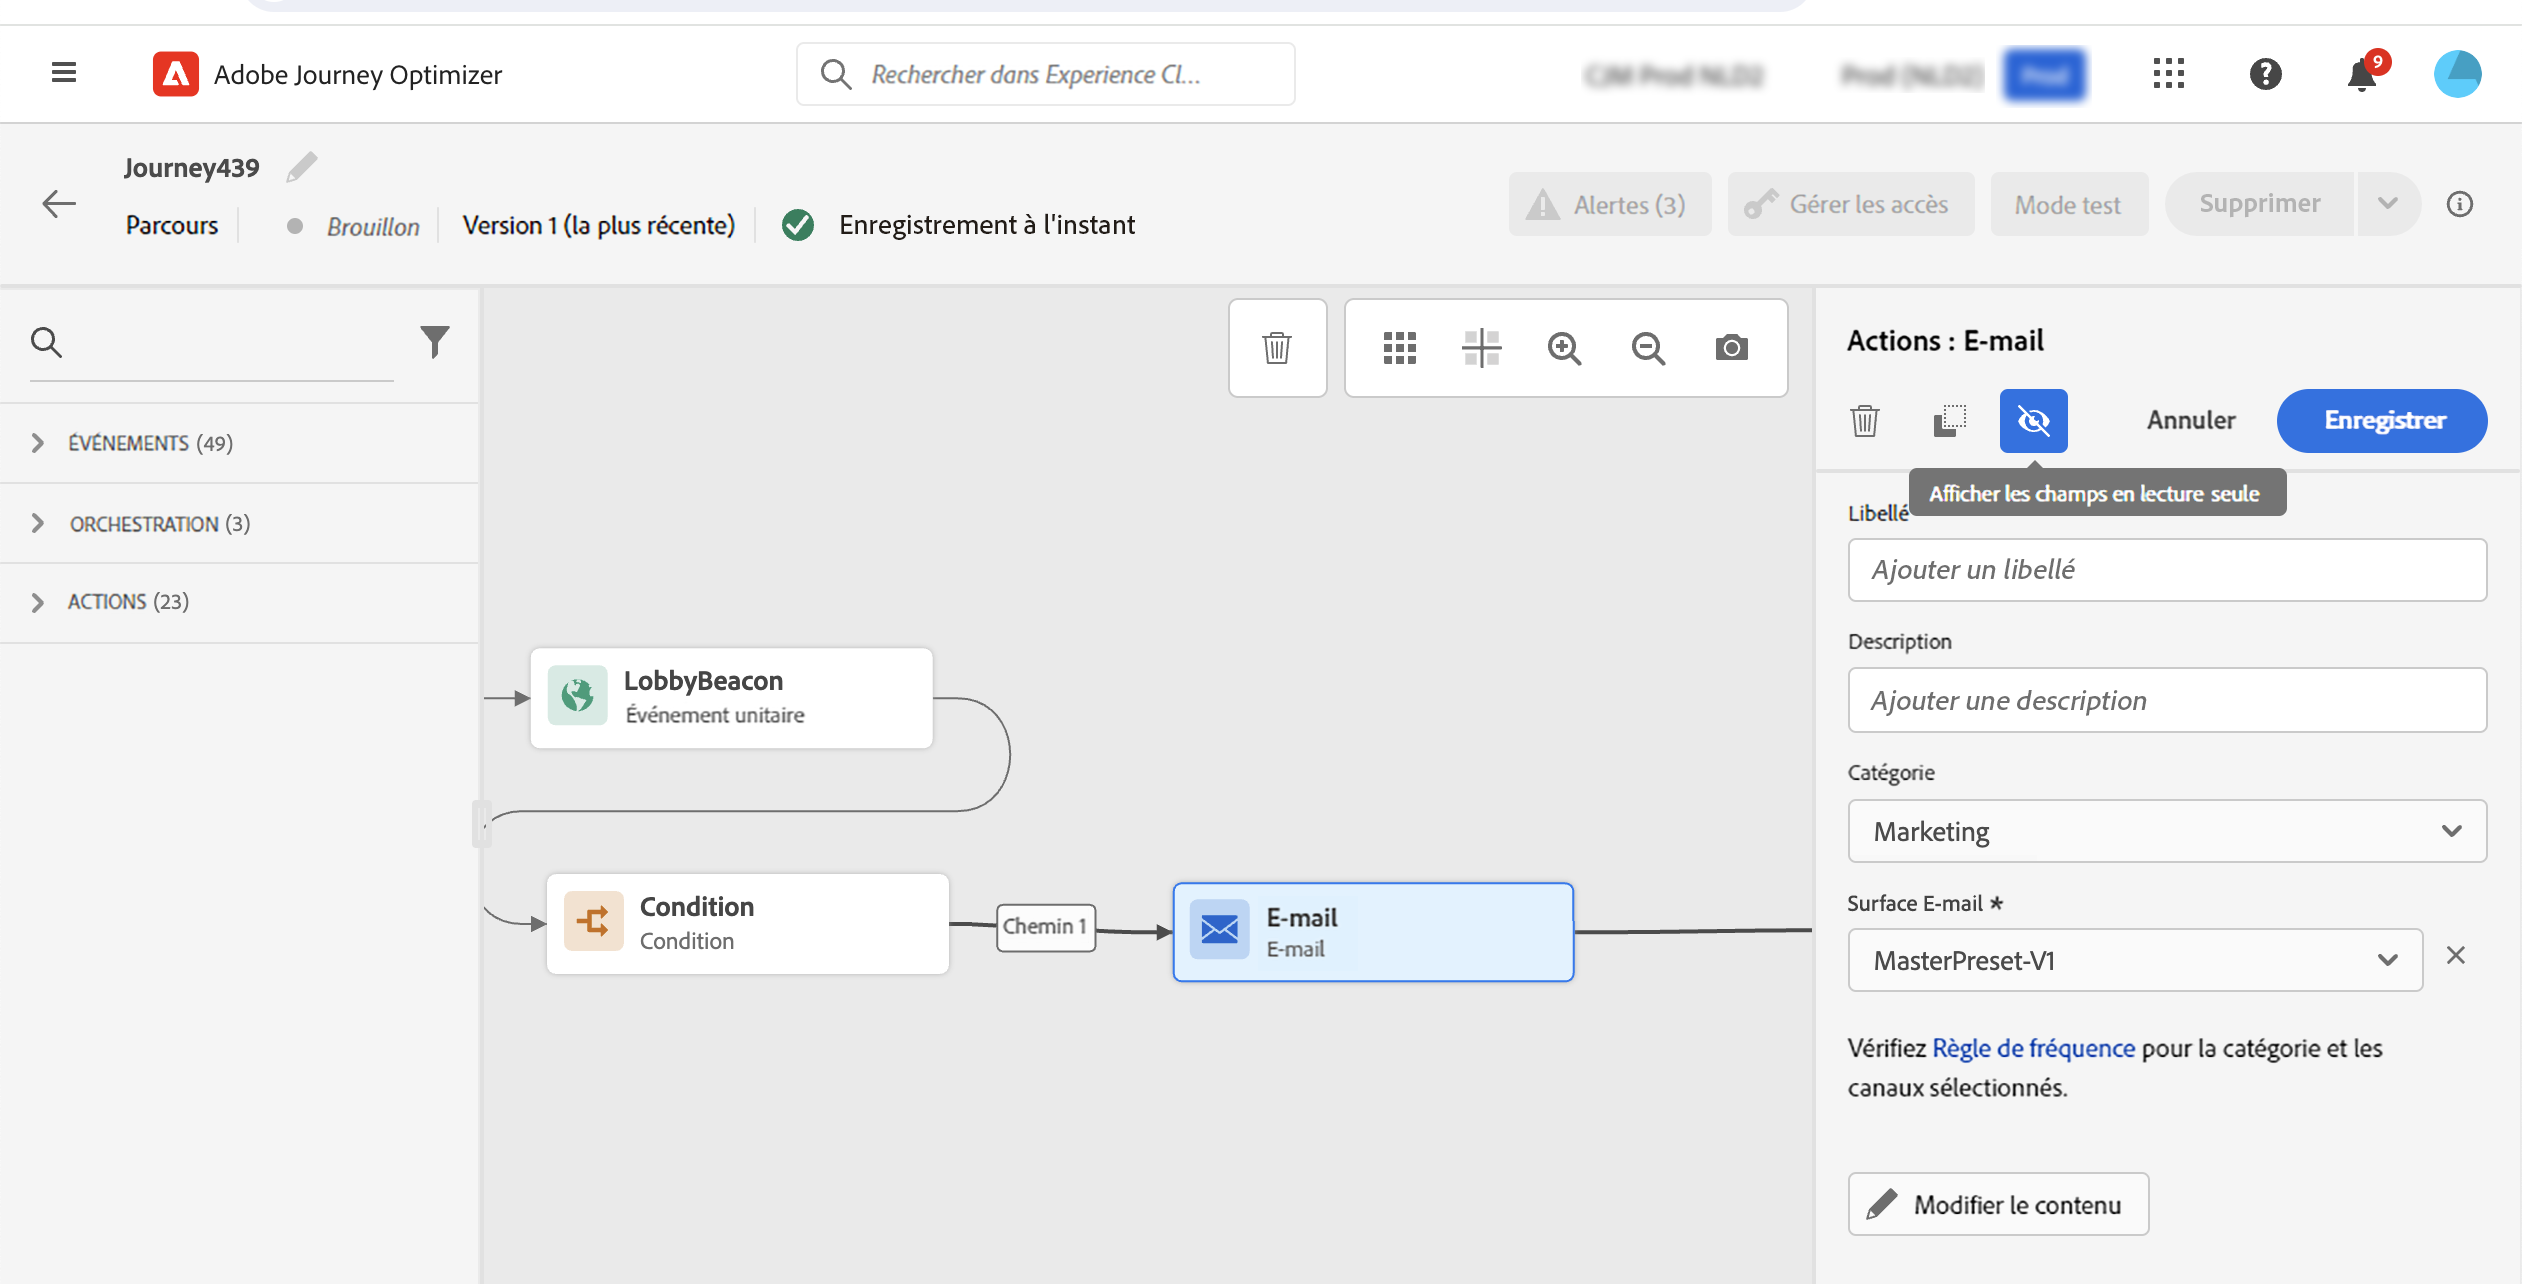 Adobe Journey Optimizer
Rechercher dans Experience Cl...
9
Journey439
Parcours
Brouillon
Version 1 (la plus récente)
Enregistrement à l'instant
Alertes (3)
Gérer les accès
Mode test
Supprimer
ÉVÉNEMENTS (49)
ORCHESTRATION (3)
ACTIONS (23)
LobbyBeacon
Événement unitaire
Condition
Condition
Chemin 1
E-mail
E-mail
Actions : E-mail
Annuler
Enregistrer
Afficher les champs en lecture seule
Libellé
Ajouter un libellé
Description
Ajouter une description
Catégorie
Marketing
Surface E-mail *
MasterPreset-V1
Vérifiez Règle de fréquence pour la catégorie et les
canaux sélectionnés.
Modifier le contenu